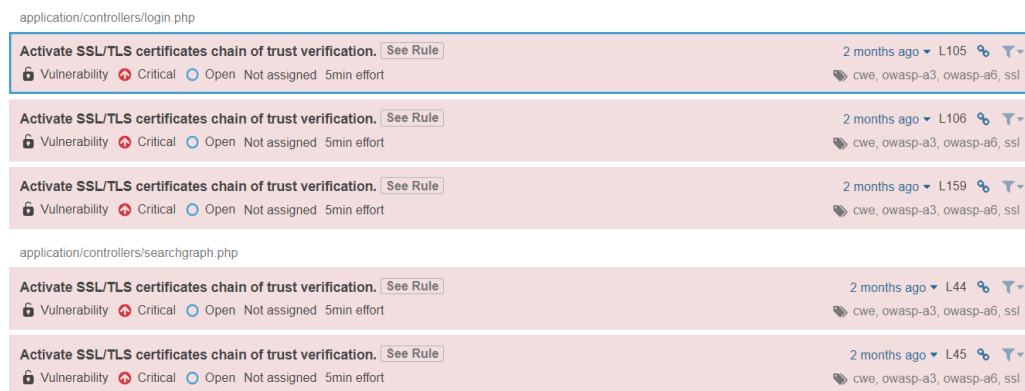 application/controllers/login.php
Activate SSL/TLS certificates chain of trust verification. See Rule 2 months ago L105
Vulnerability Critical Open Not assigned 5min effort cwe, owasp-a3, owasp-a6, ssl
Activate SSL/TLS certificates chain of trust verification. See Rule 2 months ago L106
Vulnerability Critical Open Not assigned 5min effort cwe, owasp-a3, owasp-a6, ssl
Activate SSL/TLS certificates chain of trust verification. See Rule 2 months ago L159
Vulnerability Critical Open Not assigned 5min effort cwe, owasp-a3, owasp-a6, ssl
application/controllers/searchgraph.php
Activate SSL/TLS certificates chain of trust verification. See Rule 2 months ago L44
Vulnerability Critical Open Not assigned 5min effort cwe, owasp-a3, owasp-a6, ssl
Activate SSL/TLS certificates chain of trust verification. See Rule 2 months ago L45
Vulnerability Critical Open Not assigned 5min effort cwe, owasp-a3, owasp-a6, ssl